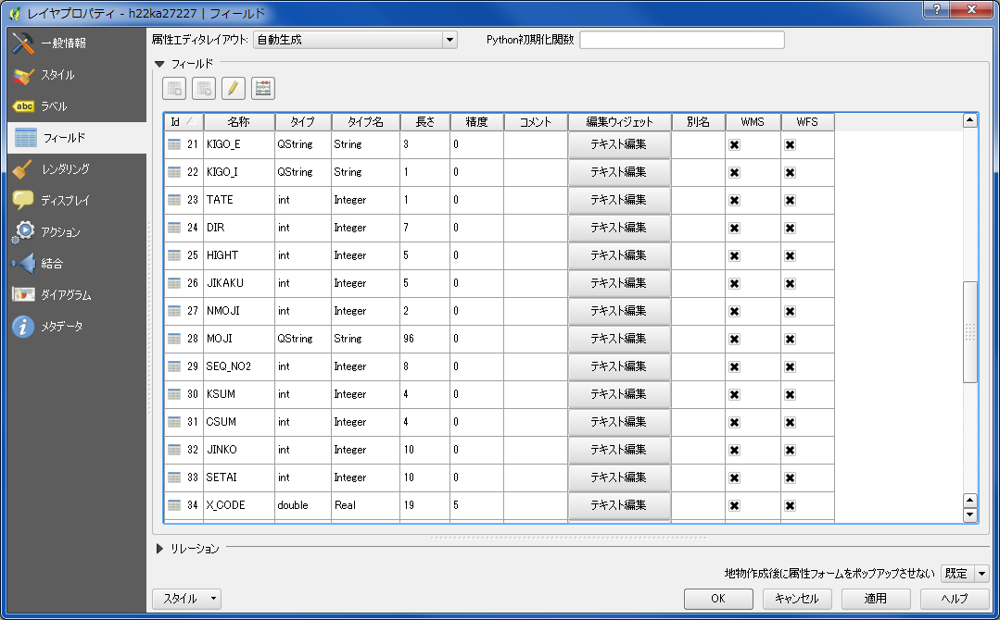 レイヤプロパティ - h22ka27227 | フィールド
一般情報
スタイル
abc ラベル
フィールド
レンダリング
ディスプレイ
アクション
結合
ダイアグラム
メタデータ
属性エディタレイアウト: 自動生成 Python初期化関数
フィールド
Id 名称 タイプ タイプ名 長さ 精度 コメント 編集ウィジェット 別名 WMS WFS
21 KIGO_E QString String 3 0 テキスト編集
22 KIGO_I QString String 1 0 テキスト編集
23 TATE int Integer 1 0 テキスト編集
24 DIR int Integer 7 0 テキスト編集
25 HIGHT int Integer 5 0 テキスト編集
26 JIKAKU int Integer 5 0 テキスト編集
27 NMOJI int Integer 2 0 テキスト編集
28 MOJI QString String 96 0 テキスト編集
29 SEQ_NO2 int Integer 8 0 テキスト編集
30 KSUM int Integer 4 0 テキスト編集
31 CSUM int Integer 4 0 テキスト編集
32 JINKO int Integer 10 0 テキスト編集
33 SETAI int Integer 10 0 テキスト編集
34 X_CODE double Real 19 5 テキスト編集
リレーション
地物作成後に属性フォームをポップアップさせない 既定
スタイル OK キャンセル 適用 ヘルプ